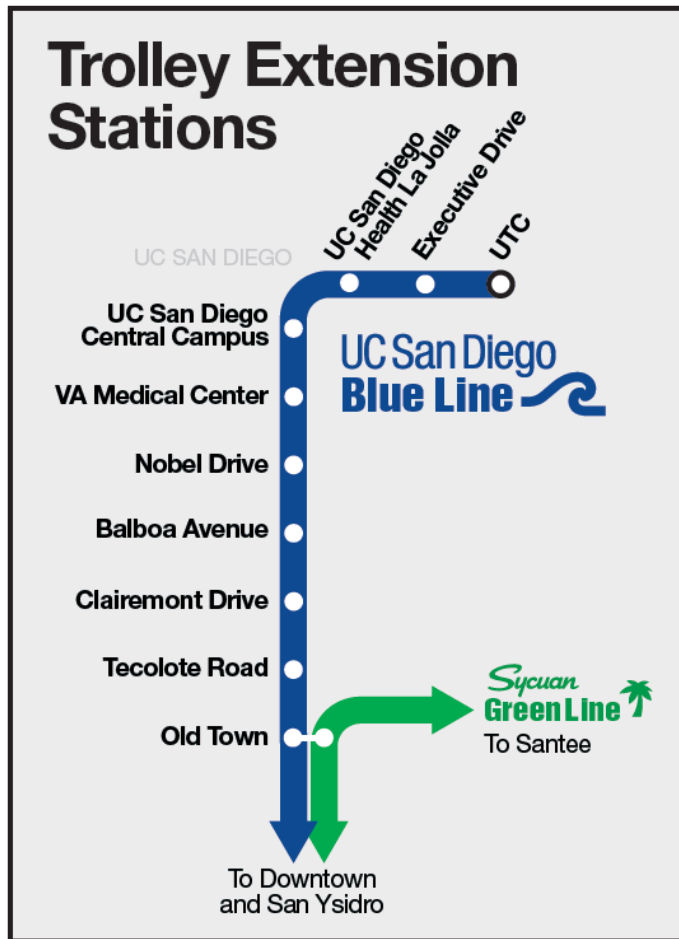 Trolley Extension
Stations
UC San Diego
Health La Jolla
Executive Drive
UTC
UC SAN DIEGO
UC San Diego
Central Campus
UC San Diego
Blue Line
VA Medical Center
Nobel Drive
Balboa Avenue
Clairemont Drive
Tecolote Road
Sycuan
Green Line
To Santee
Old Town
To Downtown
and San Ysidro